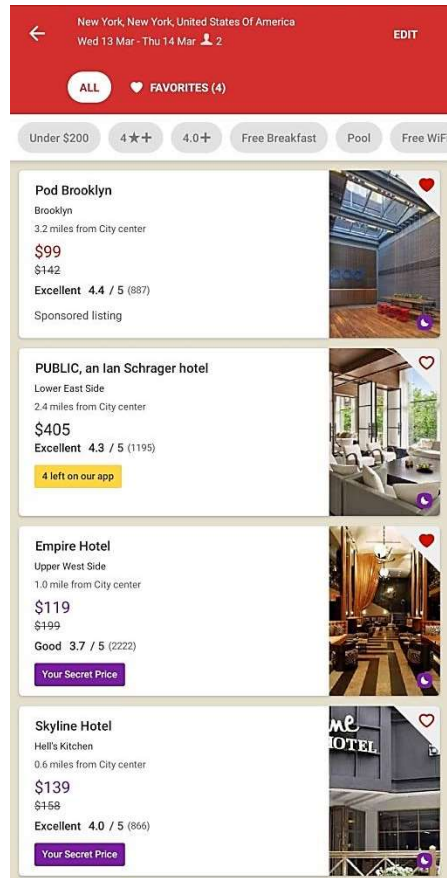 New York, New York, United States Of America
Wed 13 Mar - Thu 14 Mar 2
EDIT
ALL
FAVORITES (4)
Under $200
4★+
4.0+
Free Breakfast
Pool
Free WiF
Pod Brooklyn
Brooklyn
3.2 miles from City center
$99
$142
Excellent 4.4 / 5 (887)
Sponsored listing
PUBLIC, an Ian Schrager hotel
Lower East Side
2.4 miles from City center
$405
Excellent 4.3 / 5 (1195)
4 left on our app
Empire Hotel
Upper West Side
1.0 mile from City center
$119
$199
Good 3.7 / 5 (2222)
Your Secret Price
Skyline Hotel
Hell's Kitchen
0.6 miles from City center
$139
$158
Excellent 4.0 / 5 (866)
Your Secret Price
HOTEL